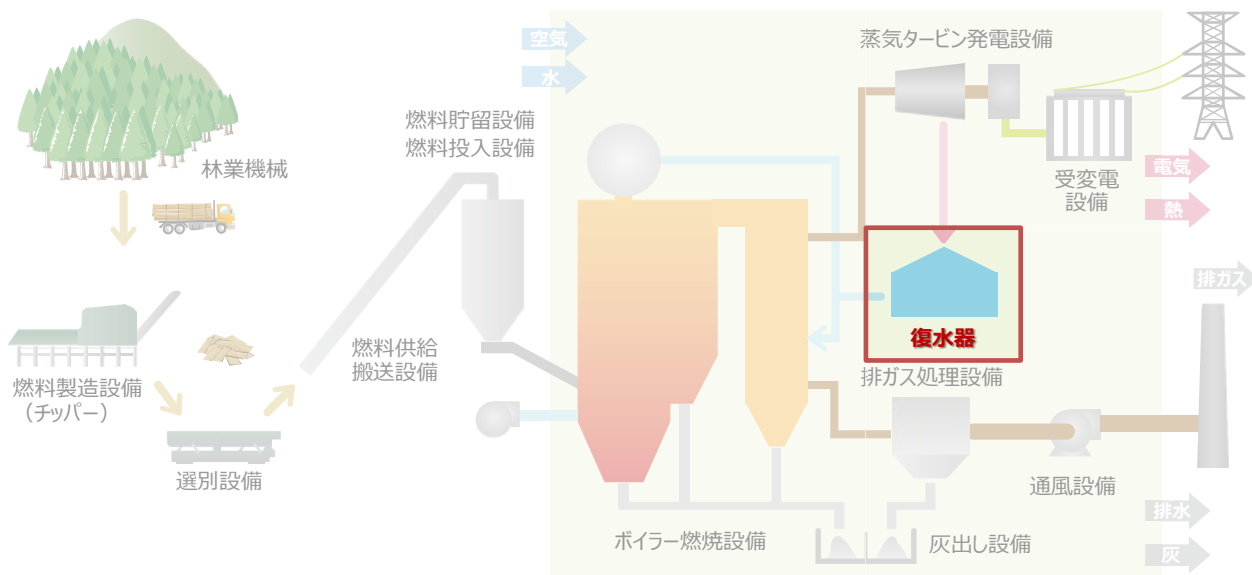 空気
水
蒸気タービン発電設備
燃料貯留設備
燃料投入設備
林業機械
受変電
設備
電気
熱
復水器
排ガス
燃料供給
搬送設備
排ガス処理設備
燃料製造設備
（チッパー）
選別設備
通風設備
排水
ボイラー燃焼設備
灰出し設備
灰